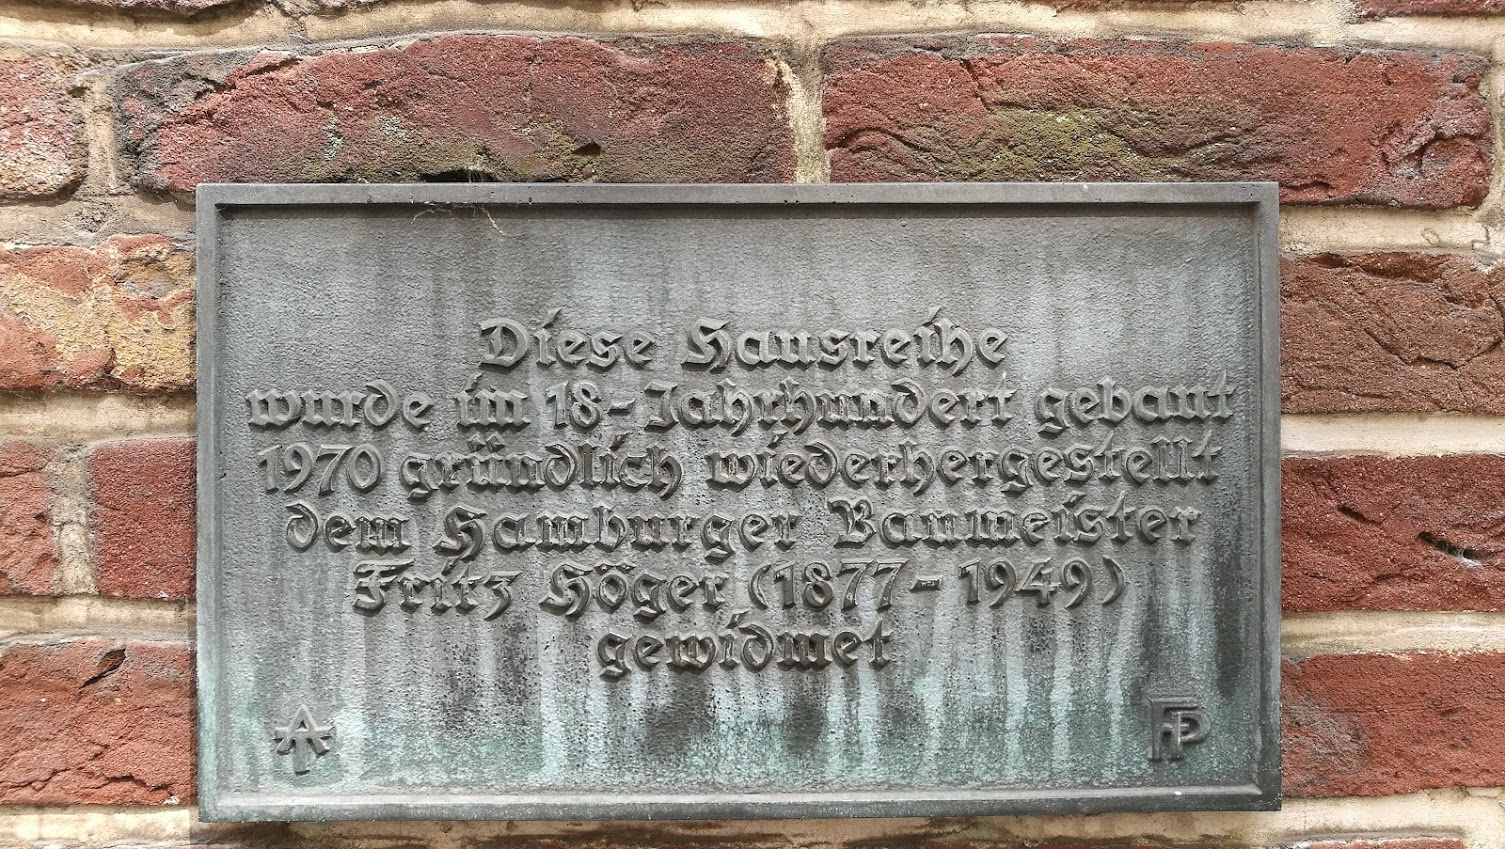 Diese Hausreihe
wurde im 18-Jahrhundert gebaut
1970 gründlich wiederhergestellt
dem Hamburger Baumeister
Fritz Höger (1877-1949)
gewidmet